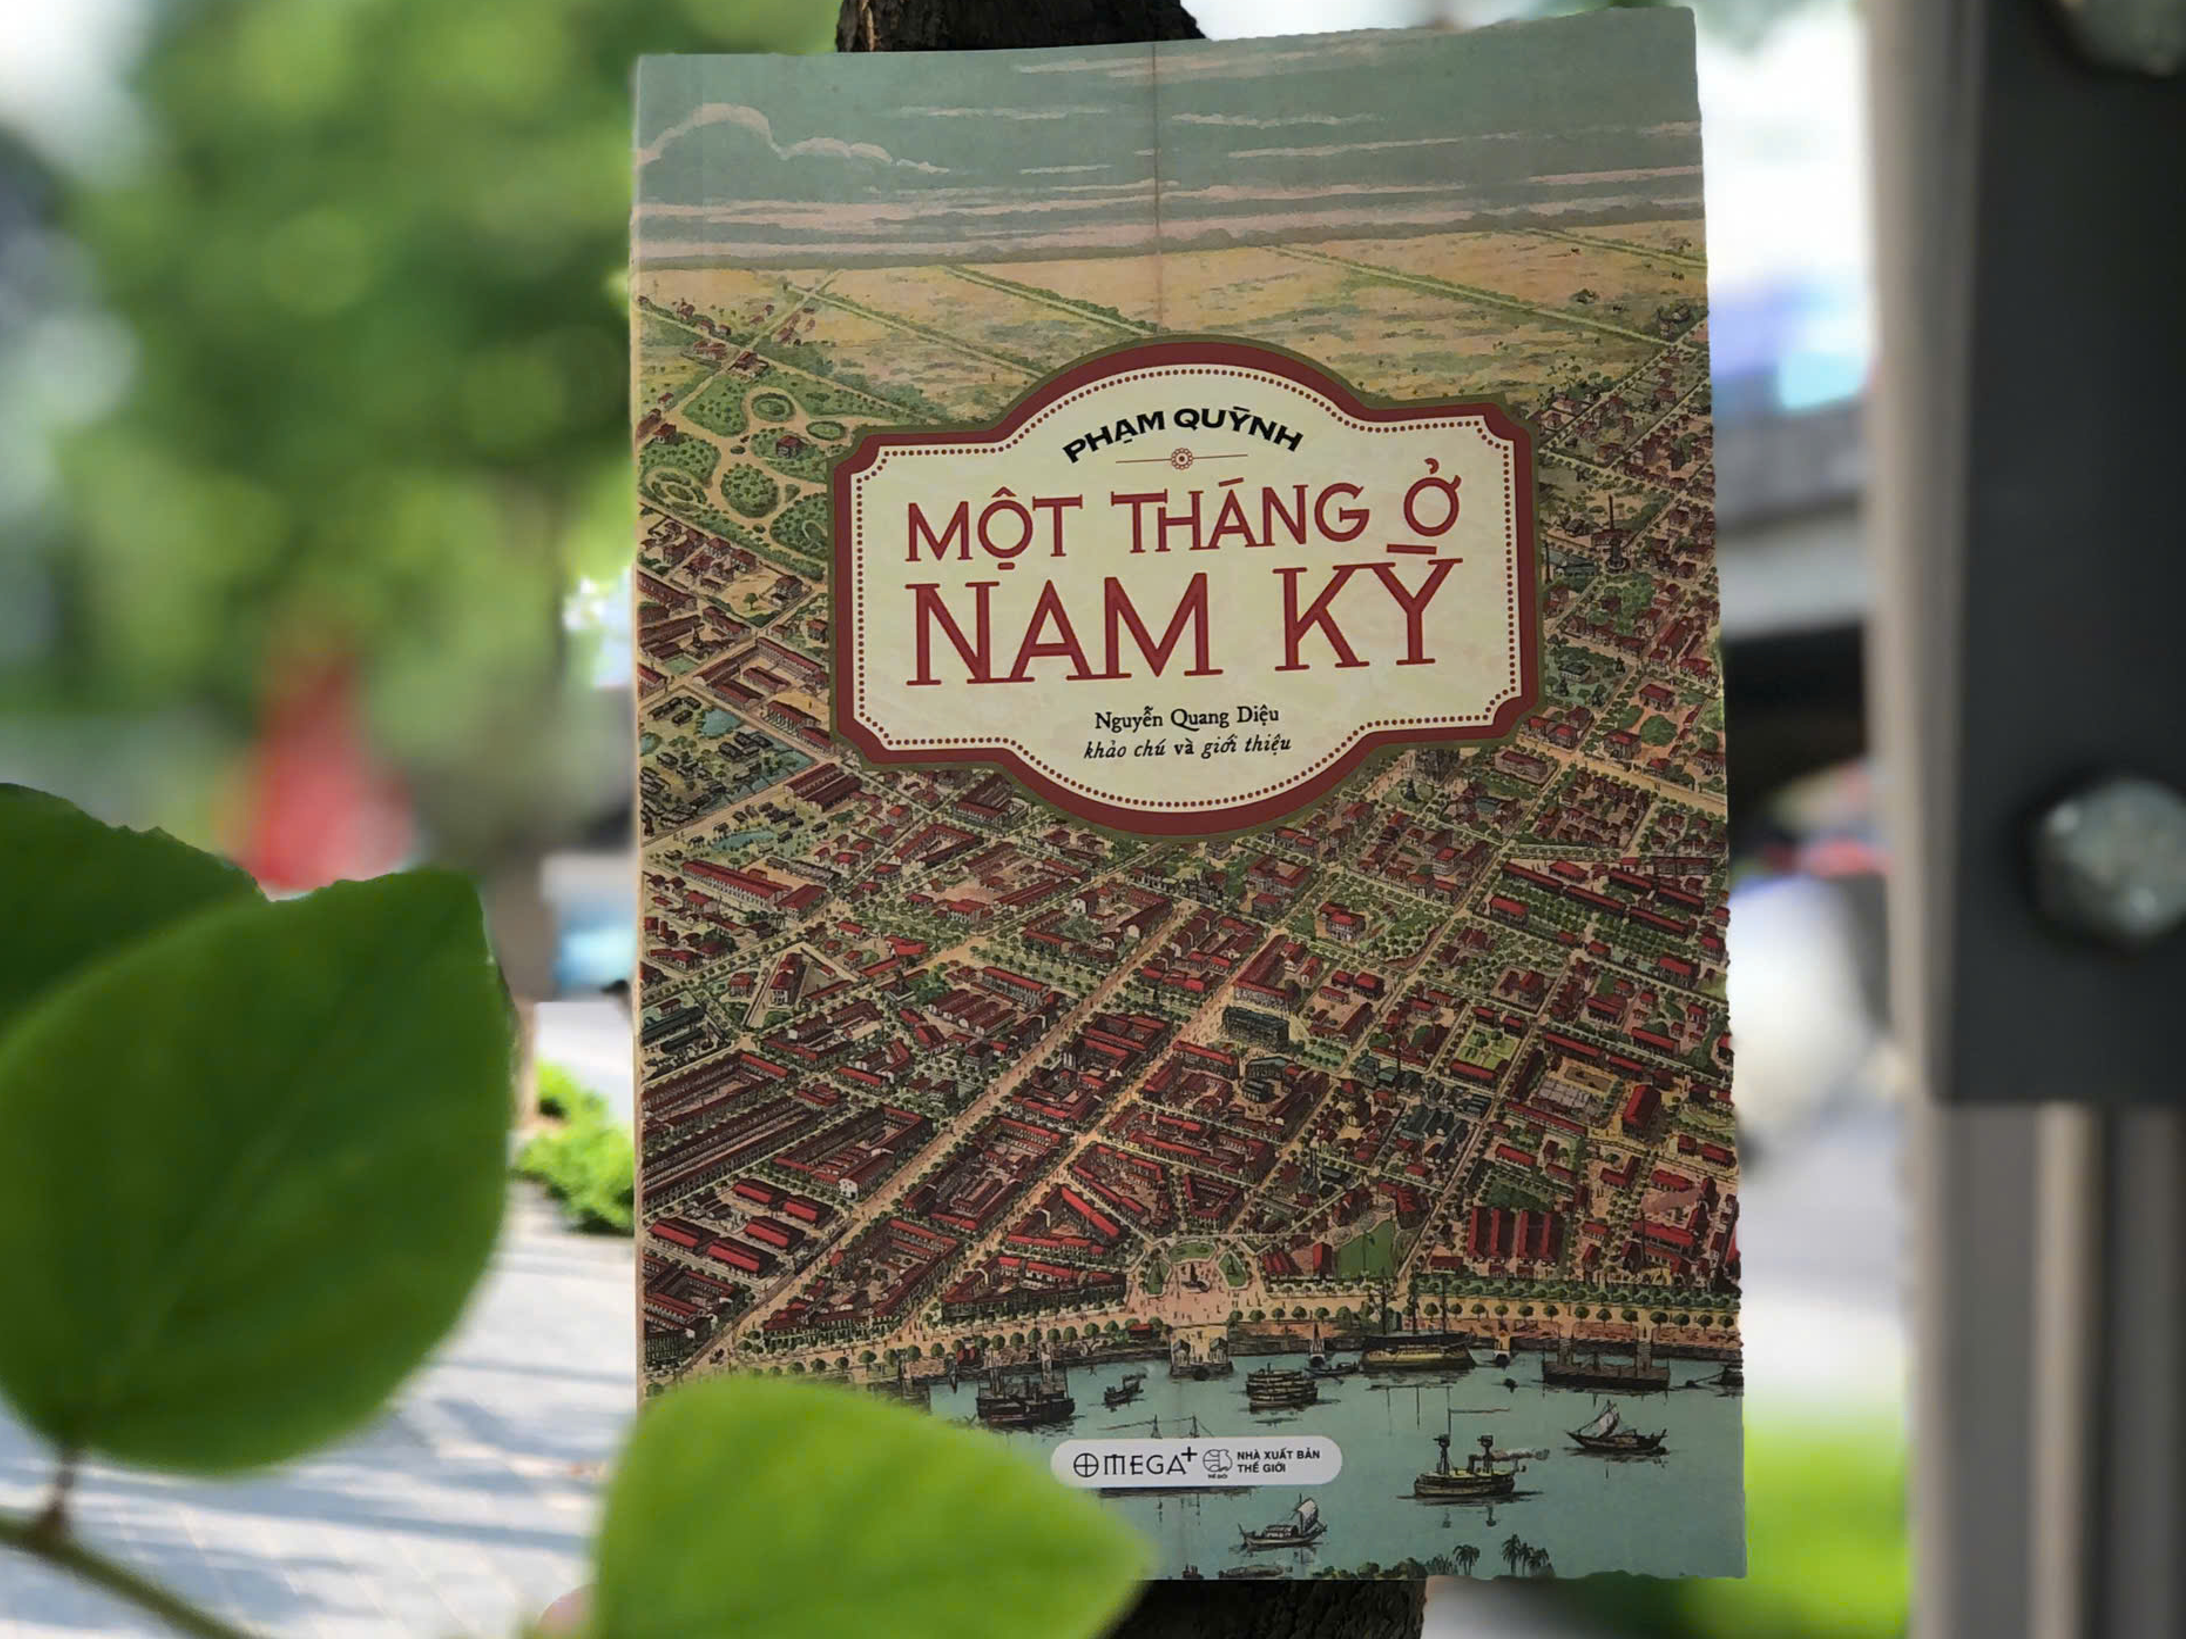 PHẠM QUỲNH
MỘT THÁNG Ở
NAM KỲ
Nguyễn Quang Diệu
khảo chú và giới thiệu
OMEGA+
NHÀ XUẤT BẢN
THẾ GIỚI